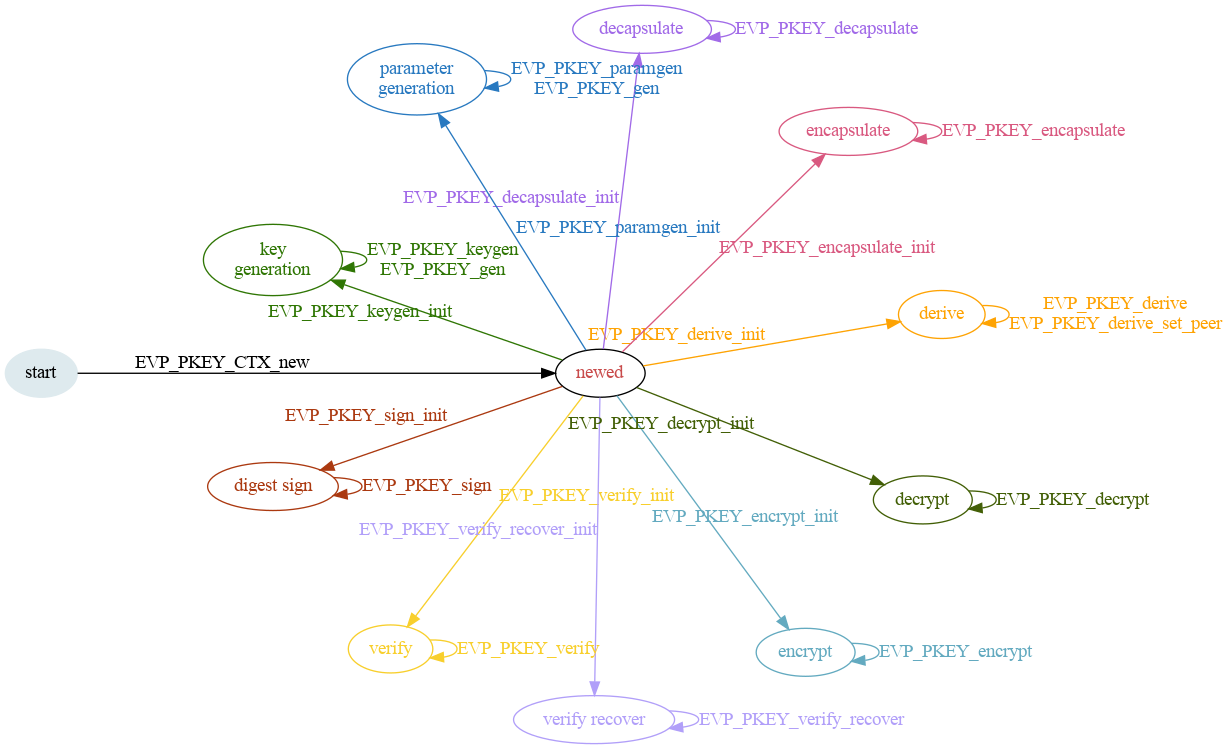 decapsulate
EVP_PKEY_decapsulate
parameter
generation
EVP_PKEY_paramgen
EVP_PKEY_gen
encapsulate
EVP_PKEY_encapsulate
EVP_PKEY_decapsulate_init
EVP_PKEY_paramgen_init
EVP_PKEY_encapsulate_init
key
generation
EVP_PKEY_keygen
EVP_PKEY_gen
EVP_PKEY_keygen_init
derive
EVP_PKEY_derive
EVP_PKEY_derive_set_peer
EVP_PKEY_derive_init
start
EVP_PKEY_CTX_new
newed
EVP_PKEY_sign_init
EVP_PKEY_decrypt_init
digest sign
EVP_PKEY_sign
EVP_PKEY_verify_init
decrypt
EVP_PKEY_decrypt
EVP_PKEY_encrypt_init
EVP_PKEY_verify_recover_init
verify
EVP_PKEY_verify
encrypt
EVP_PKEY_encrypt
verify recover
EVP_PKEY_verify_recover